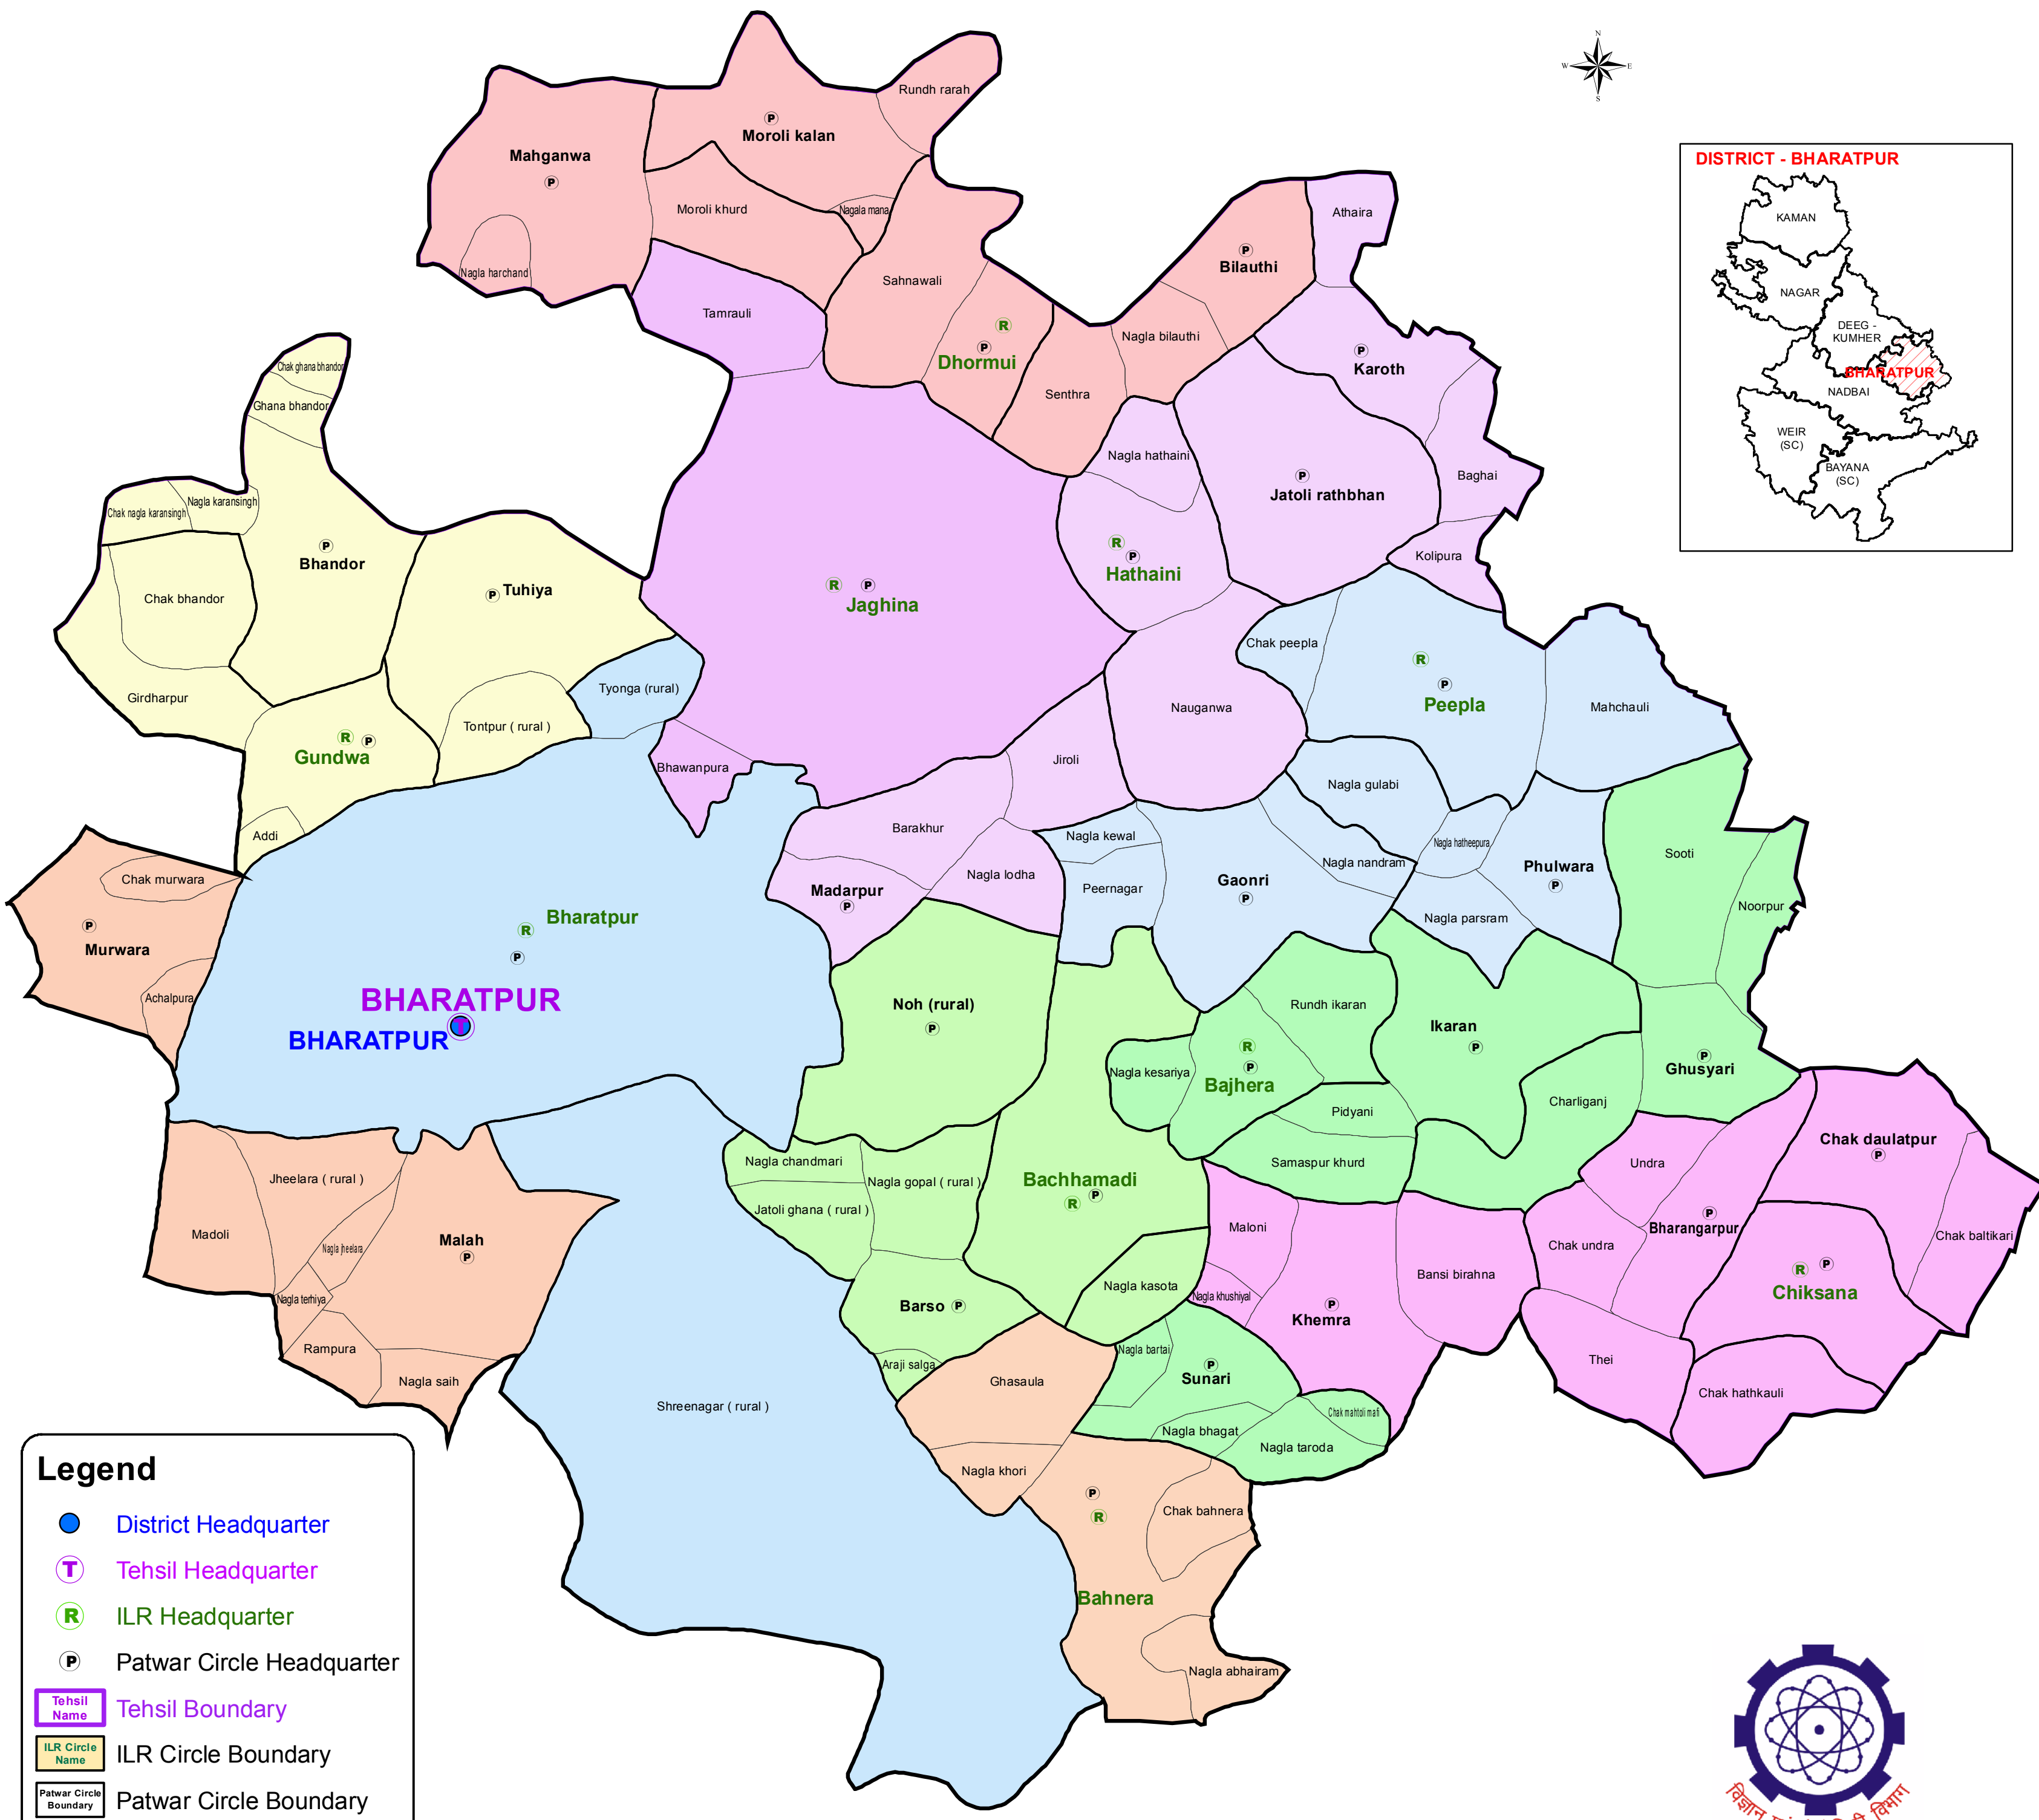 N
W
E
S
DISTRICT - BHARATPUR
KAMAN
NAGAR
DEEG -
KUMHER
BHARATPUR
NADBAI
WEIR
(SC)
BAYANA
(SC)
Rundh rarah
Moroli kalan
P
Mahganwa
P
Moroli khurd
Nagala mana
Nagla harchand
Athaira
P
Bilauthi
Sahnawali
Tamrauli
R
P
Dhormui
Nagla bilauthi
Senthra
P
Karoth
Chak ghana bhandor
Ghana bhandor
Nagla hathaini
P
Jatoli rathbhan
Baghai
Nagla karansingh
Chak nagla karansingh
P
Bhandor
Kolipura
R
P
Hathaini
Chak bhandor
P
Tuhiya
R
P
Jaghina
Chak peepla
R
P
Peepla
Girdharpur
Tyonga (rural)
Nauganwa
Mahchauli
Tontpur ( rural )
R
P
Gundwa
Bhawanpura
Jiroli
Nagla gulabi
Addi
Barakhur
Nagla kewal
Nagla hatheepura
Sooti
Nagla nandram
Phulwara
P
Chak murwara
Madarpur
P
Nagla lodha
Peernagar
Gaonri
P
Noorpur
P
Murwara
Bharatpur
R
P
Nagla parsram
Achalpura
BHARATPUR
T
BHARATPUR
Noh (rural)
P
Rundh ikaran
Ikaran
P
P
Ghusyari
Nagla kesariya
R
P
Bajhera
Charliganj
Pidyani
Chak daulatpur
P
Nagla chandmari
Samaspur khurd
Undra
Jheelara ( rural )
Nagla gopal ( rural )
Bachhamadi
R
P
Jatoli ghana ( rural )
Madoli
Malah
P
Nagla jheelara
Maloni
P
Bharangarpur
Chak baltikari
Chak undra
Bansi birahna
R
P
Chiksana
Nagla kasota
Nagla khushiyal
Nagla terhiya
Barso
P
P
Khemra
Rampura
Nagla bartai
Araji salga
P
Sunari
Thei
Nagla saih
Ghasaula
Chak hathkauli
Shreenagar ( rural )
Chak mahtoli mafi
Nagla bhagat
Nagla taroda
Nagla khori
P
R
Chak bahnera
Bahnera
Nagla abhairam
Legend
District Headquarter
T
Tehsil Headquarter
R
ILR Headquarter
P
Patwar Circle Headquarter
Tehsil
Name
Tehsil Boundary
ILR Circle
Name
ILR Circle Boundary
Patwar Circle
Boundary
Patwar Circle Boundary
विज्ञान
विभाग